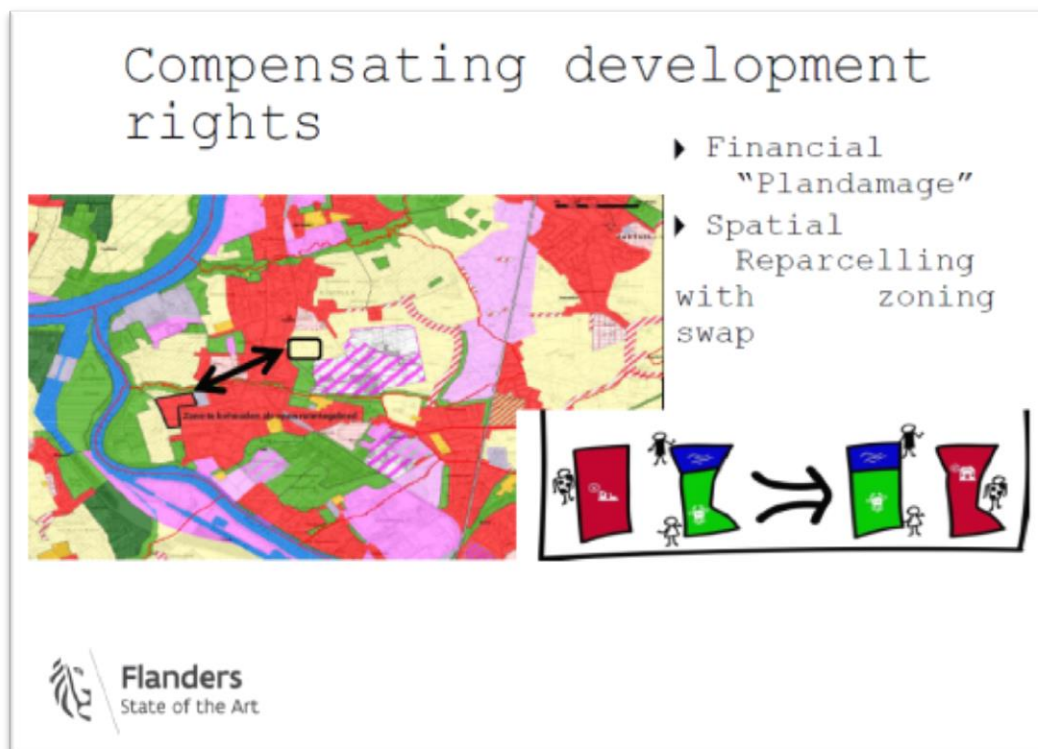 Compensating development
rights
Financial
“Plandamage”
Spatial
Reparcelling
with zoning
swap
Flanders
State of the Art